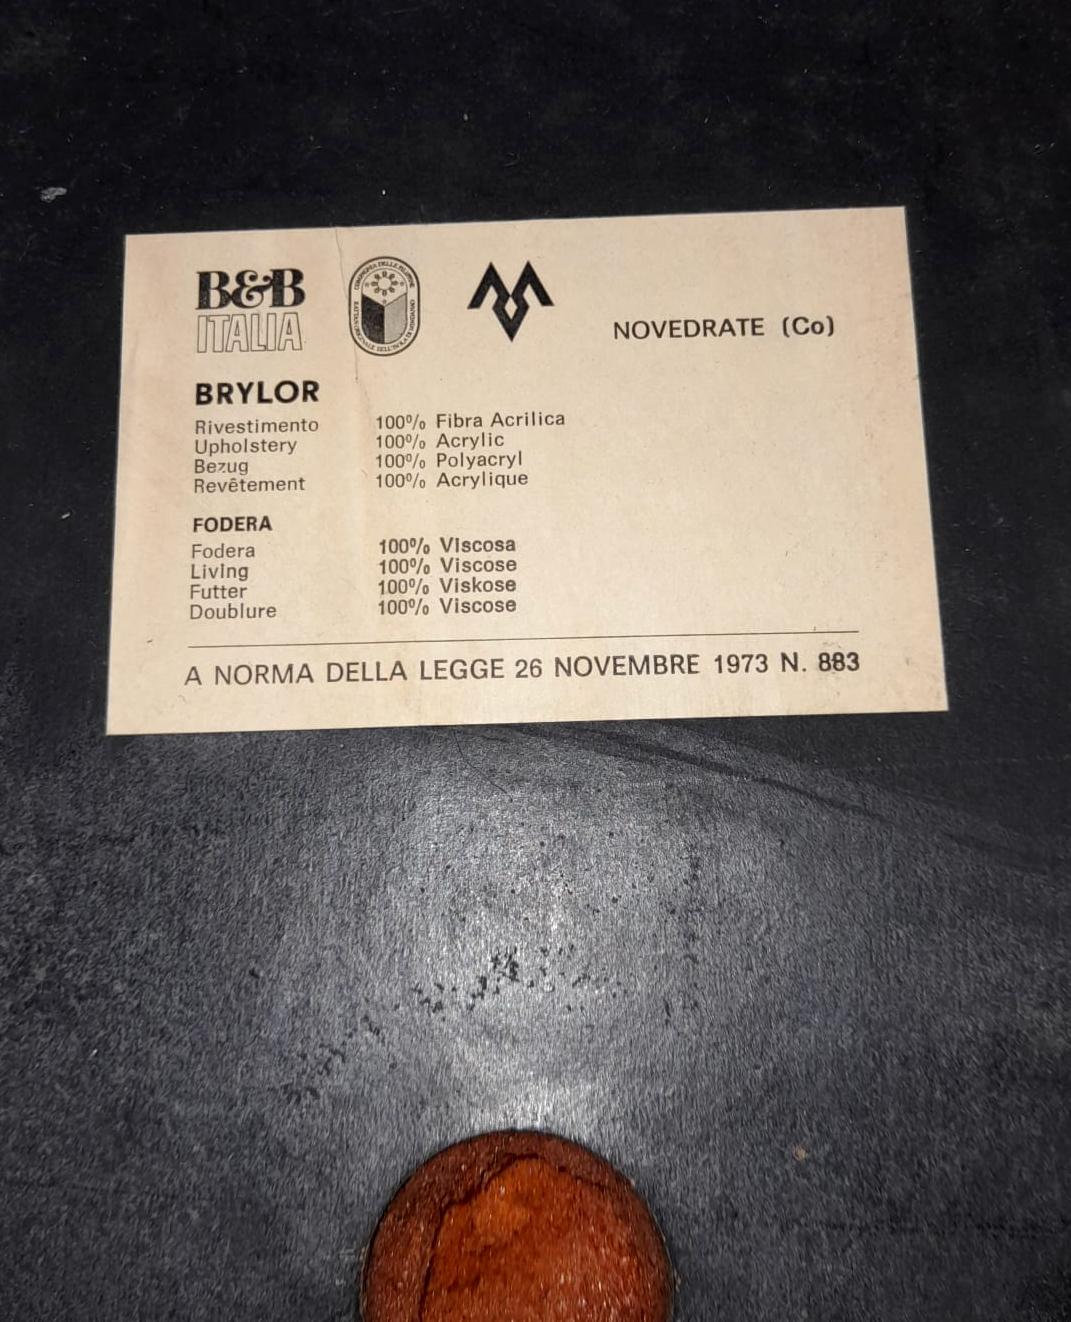 B&B
ITALIA
NOVEDRATE (Co)
BRYLOR
Rivestimento 100% Fibra Acrilica
Upholstery 100% Acrylic
Bezug 100% Polyacryl
Revêtement 100% Acrylique
FODERA
Fodera 100% Viscosa
Living 100% Viscose
Futter 100% Viskose
Doublure 100% Viscose
A NORMA DELLA LEGGE 26 NOVEMBRE 1973 N. 883